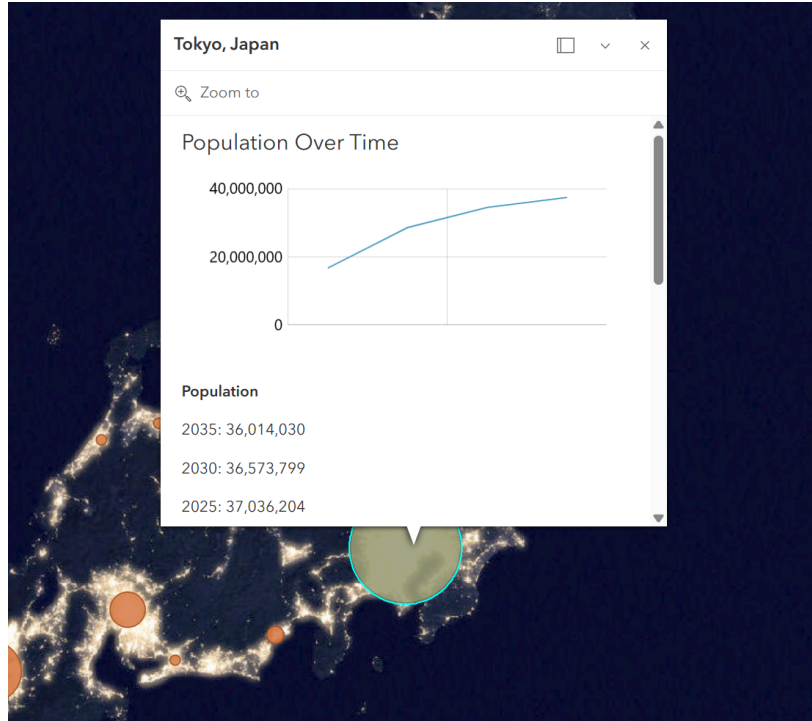 Tokyo, Japan
Zoom to
Population Over Time
40,000,000
20,000,000
0
Population
2035: 36,014,030
2030: 36,573,799
2025: 37,036,204